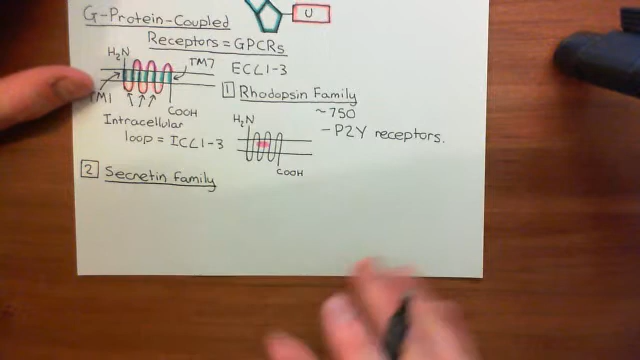 U
G-Protein-Coupled
Receptors = GPCRs
H₂N
TM7
ECL1-3
TM1
COOH
Intracellular
loop = ICL1-3
1 Rhodopsin Family
~750
- P2Y receptors.
H₂N
COOH
2 Secretin family